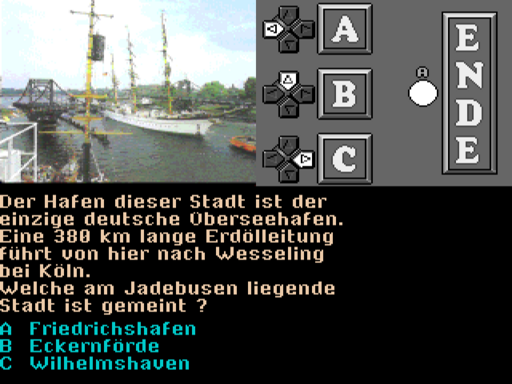 A
B
C
A
ENDE
Der Hafen dieser Stadt ist der
einzige deutsche Überseehafen.
Eine 380 km lange Erdölleitung
führt von hier nach Wesseling
bei Köln.
Welche am Jadebusen liegende
Stadt ist gemeint ?
A Friedrichshafen
B Eckernförde
C Wilhelmshaven